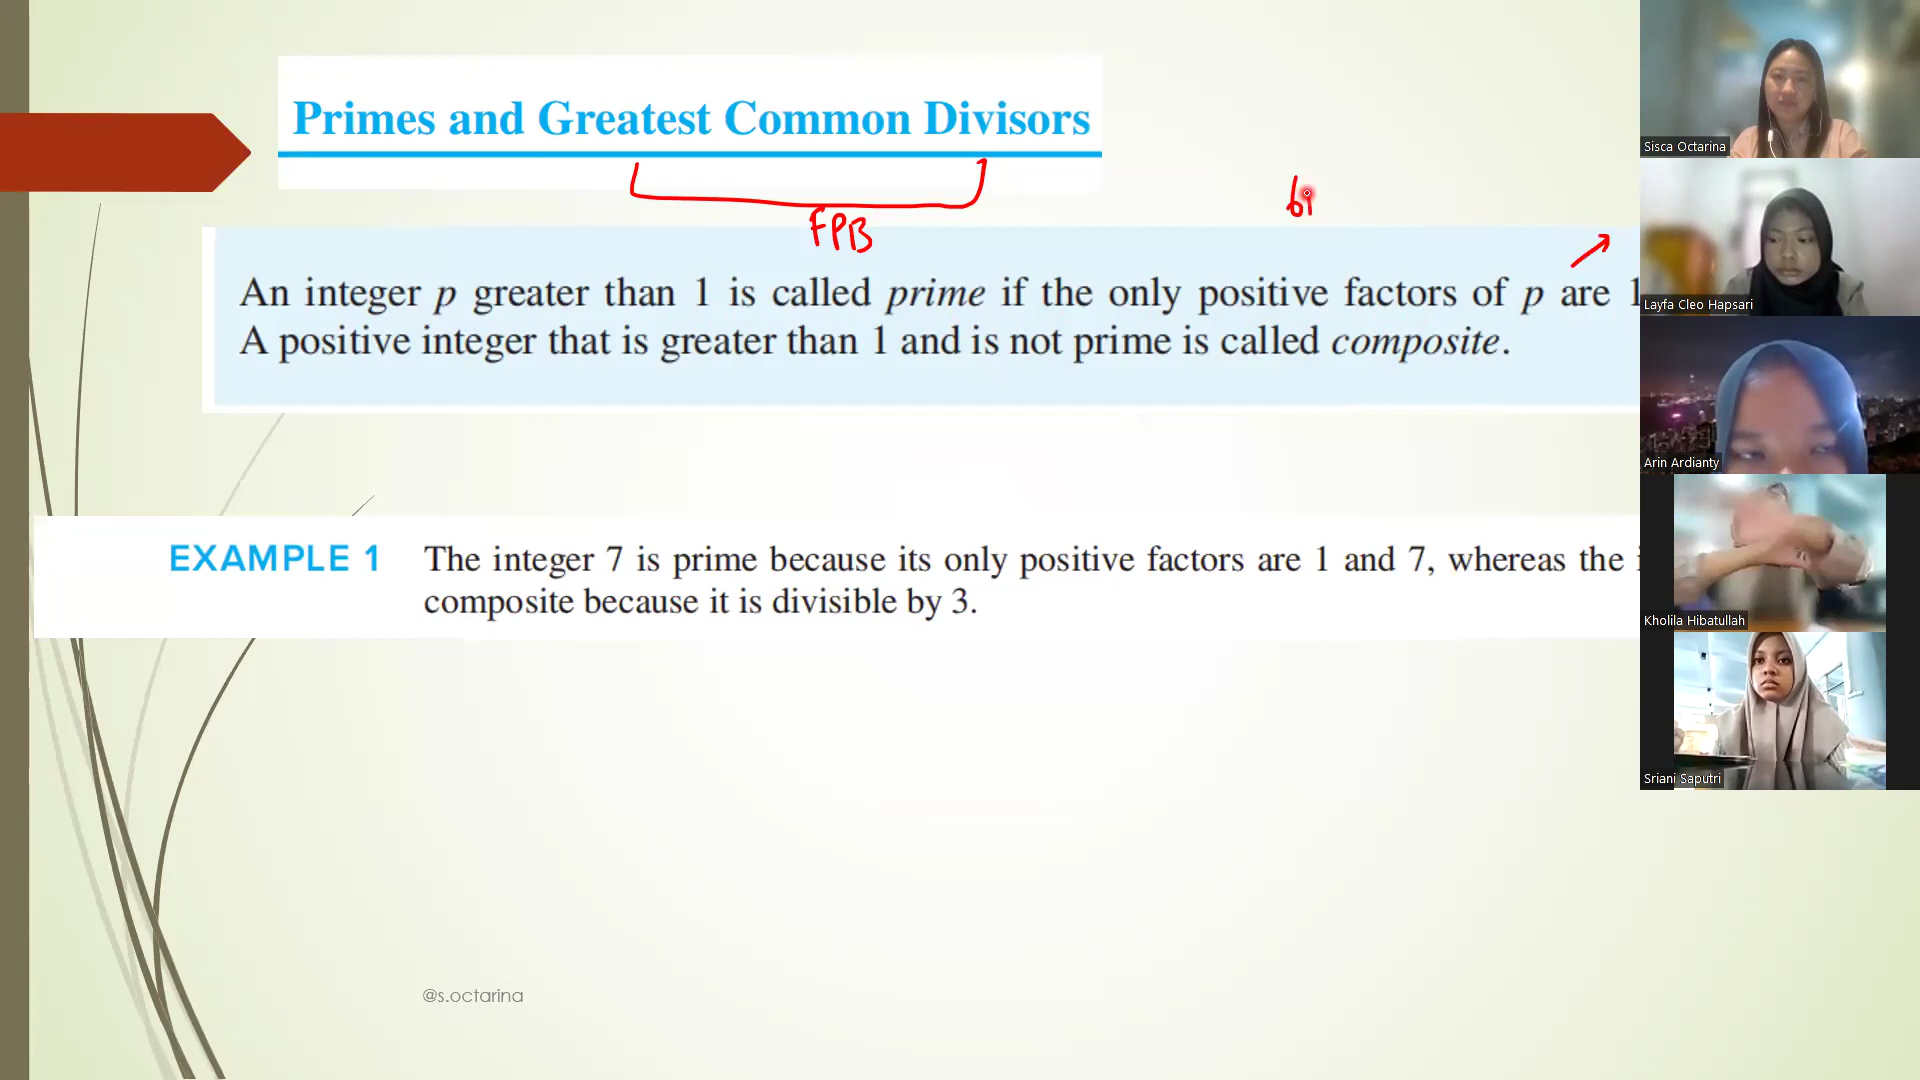 Primes and Greatest Common Divisors
FPB
bi
An integer p greater than 1 is called prime if the only positive factors of p are 1
A positive integer that is greater than 1 and is not prime is called composite.
EXAMPLE 1 The integer 7 is prime because its only positive factors are 1 and 7, whereas the
composite because it is divisible by 3.
@s.octarina
Sisca Octarina
Layfa Cleo Hapsari
Arin Ardianty
Kholila Hibatullah
Sriani Saputri